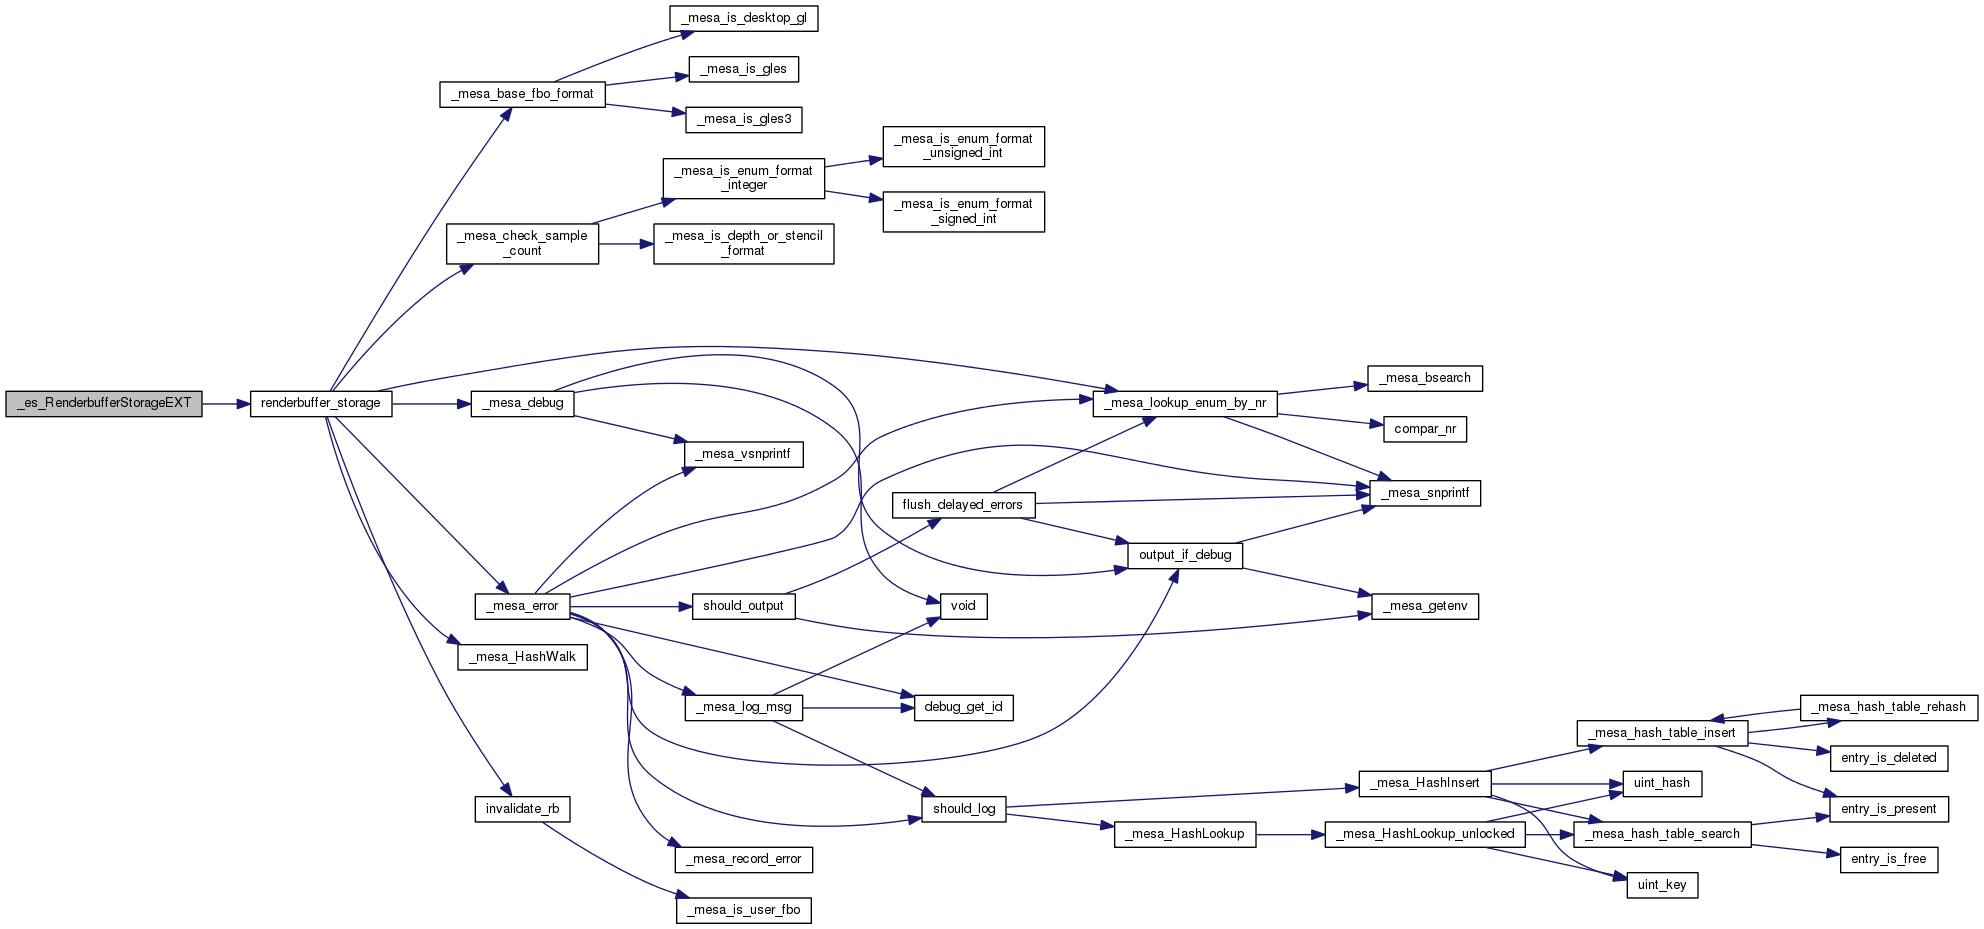 _es_RenderbufferStorageEXT
renderbuffer_storage
_mesa_base_fbo_format
_mesa_is_desktop_gl
_mesa_is_gles
_mesa_is_gles3
_mesa_check_sample
_count
_mesa_is_enum_format
_integer
_mesa_is_enum_format
_unsigned_int
_mesa_is_enum_format
_signed_int
_mesa_is_depth_or_stencil
_format
_mesa_debug
_mesa_vsnprintf
_mesa_lookup_enum_by_nr
_mesa_bsearch
compar_nr
_mesa_snprintf
flush_delayed_errors
output_if_debug
_mesa_getenv
_mesa_error
should_output
void
_mesa_HashWalk
_mesa_log_msg
debug_get_id
invalidate_rb
should_log
_mesa_record_error
_mesa_is_user_fbo
_mesa_HashInsert
_mesa_HashLookup
_mesa_HashLookup_unlocked
_mesa_hash_table_insert
_mesa_hash_table_rehash
entry_is_deleted
uint_hash
entry_is_present
_mesa_hash_table_search
entry_is_free
uint_key